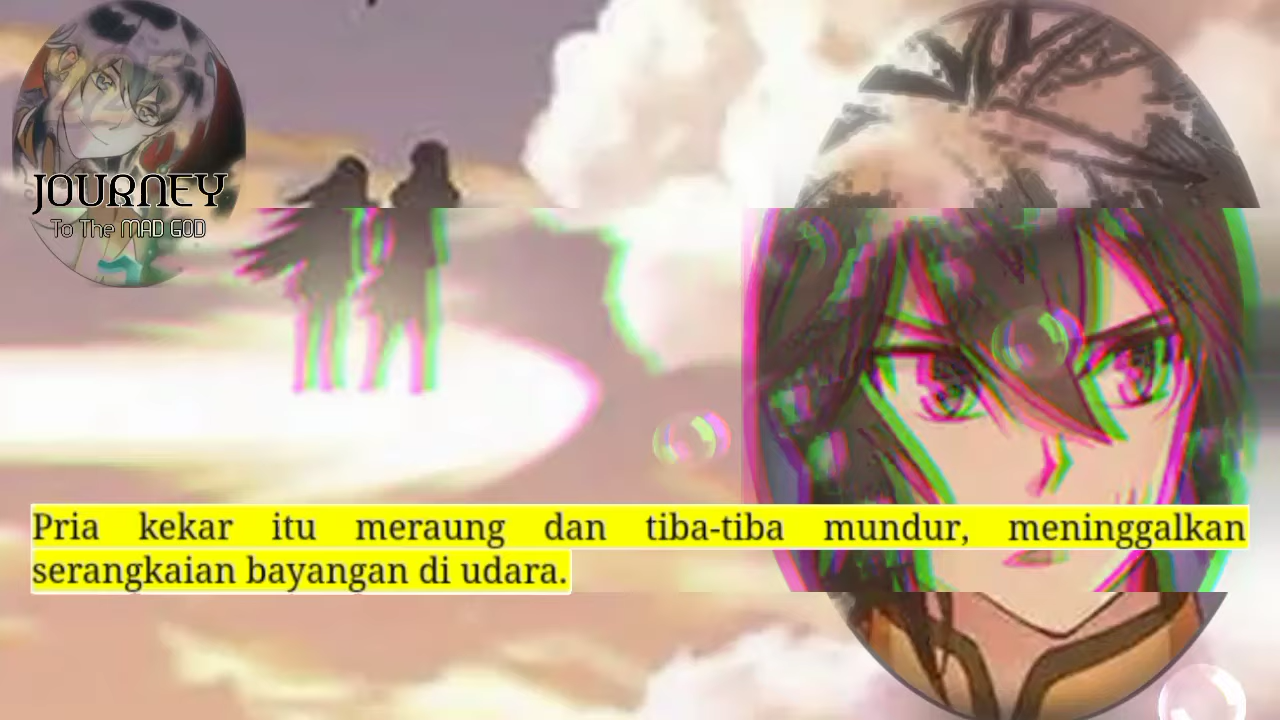 JOURNEY
To The MAD GOD
Pria kekar itu meraung dan tiba-tiba mundur, meninggalkan
serangkaian bayangan di udara.